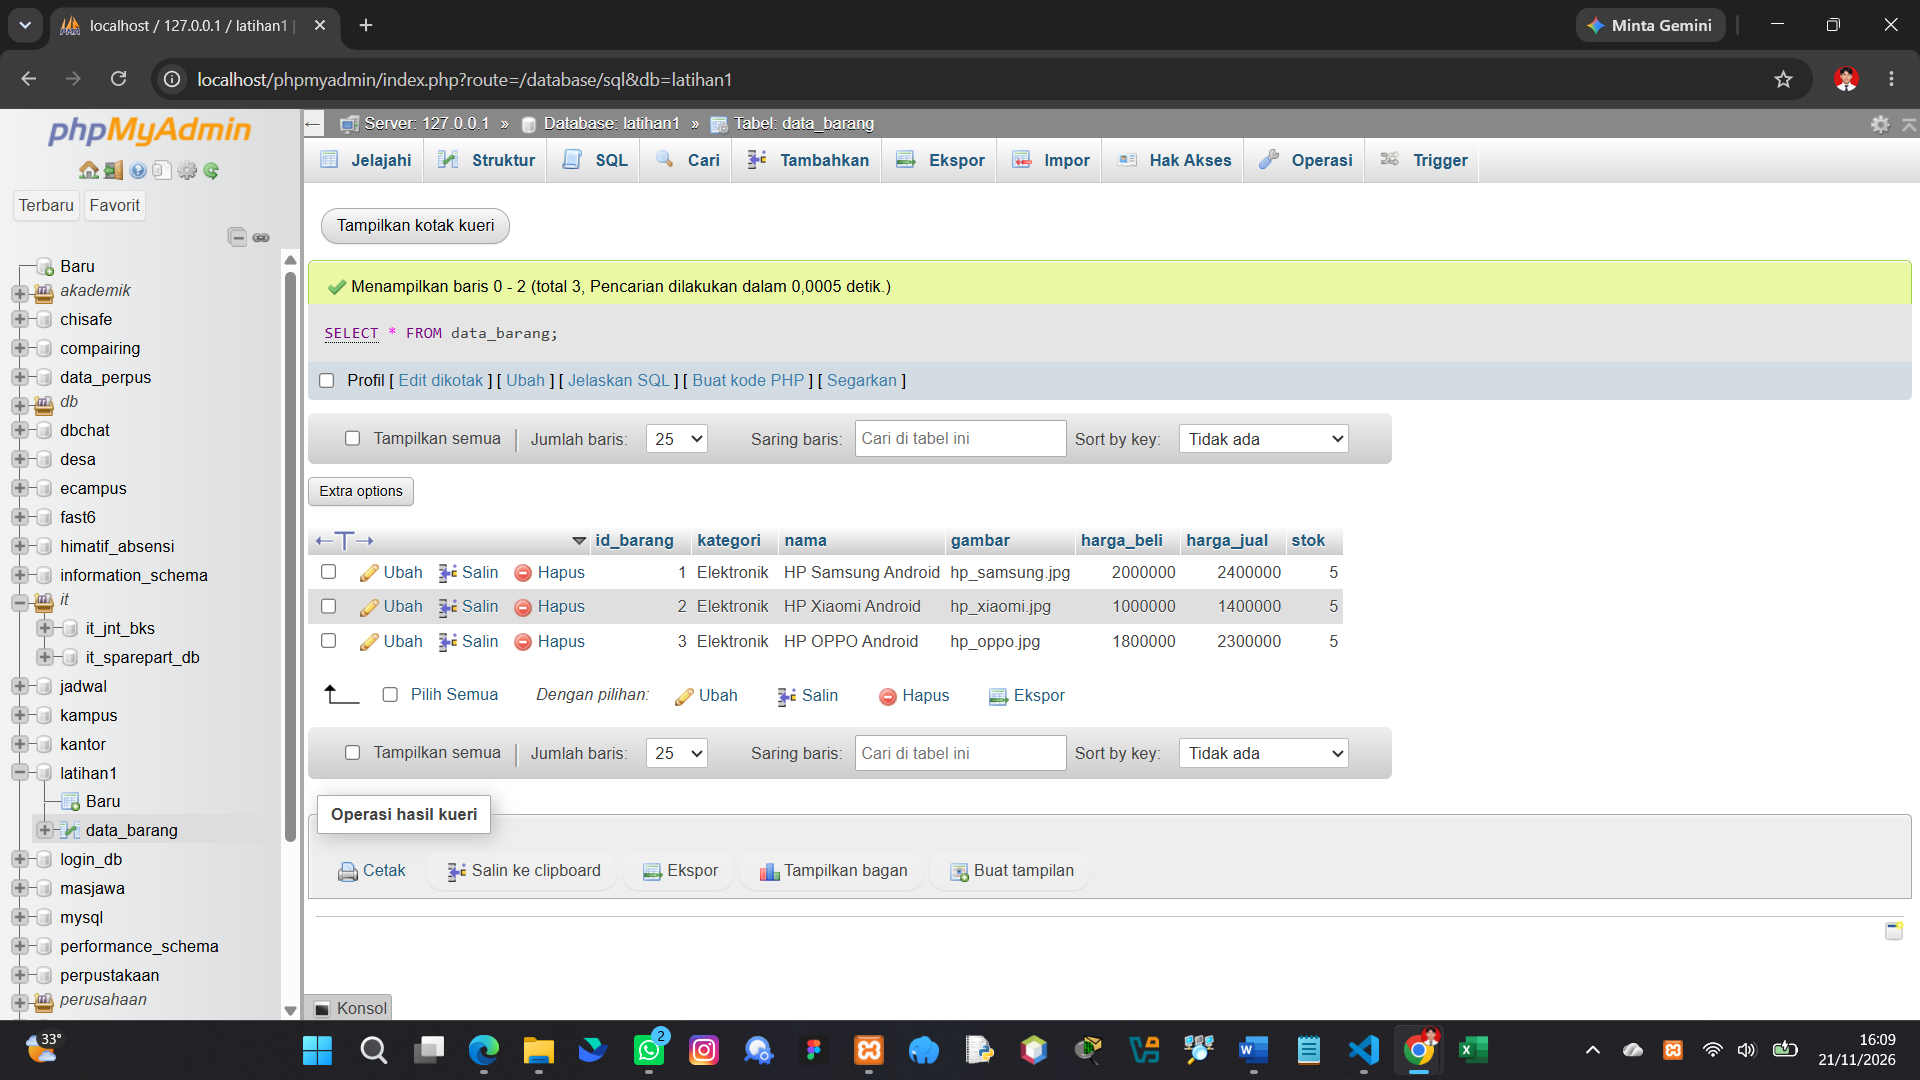 localhost / 127.0.0.1 / latihan1 |
Minta Gemini
localhost/phpmyadmin/index.php?route=/database/sql&db=latihan1
phpMyAdmin
Terbaru
Favorit
Baru
akademik
chisafe
compairing
data_perpus
db
dbchat
desa
ecampus
fast6
himatif_absensi
information_schema
it
it_jnt_bks
it_sparepart_db
jadwal
kampus
kantor
latihan1
Baru
data_barang
login_db
masjawa
mysql
performance_schema
perpustakaan
perusahaan
Server: 127.0.0.1 » Database: latihan1 » Tabel: data_barang
Jelajahi Struktur SQL Cari Tambahkan Ekspor Impor Hak Akses Operasi Trigger
Tampilkan kotak kueri
Menampilkan baris 0 - 2 (total 3, Pencarian dilakukan dalam 0,0005 detik.)
SELECT * FROM data_barang;
Profil [ Edit dikotak ] [ Ubah ] [ Jelaskan SQL ] [ Buat kode PHP ] [ Segarkan ]
Tampilkan semua | Jumlah baris: 25 Saring baris: Cari di tabel ini Sort by key: Tidak ada
Extra options
id_barang kategori nama gambar harga_beli harga_jual stok
Ubah Salin Hapus 1 Elektronik HP Samsung Android hp_samsung.jpg 2000000 2400000 5
Ubah Salin Hapus 2 Elektronik HP Xiaomi Android hp_xiaomi.jpg 1000000 1400000 5
Ubah Salin Hapus 3 Elektronik HP OPPO Android hp_oppo.jpg 1800000 2300000 5
Pilih Semua Dengan pilihan: Ubah Salin Hapus Ekspor
Tampilkan semua | Jumlah baris: 25 Saring baris: Cari di tabel ini Sort by key: Tidak ada
Operasi hasil kueri
Cetak Salin ke clipboard Ekspor Tampilkan bagan Buat tampilan
Konsol
33°
2
16:09
21/11/2026